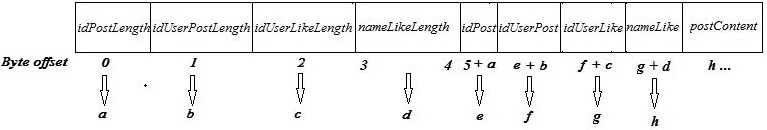 idPostLength idUserPostLength idUserLikeLength nameLikeLength idPost idUserPost idUserLike nameLike postContent
Byte offset 0 1 2 3 4 5 + a e + b f + c g + d h ...
a b c d e f g h